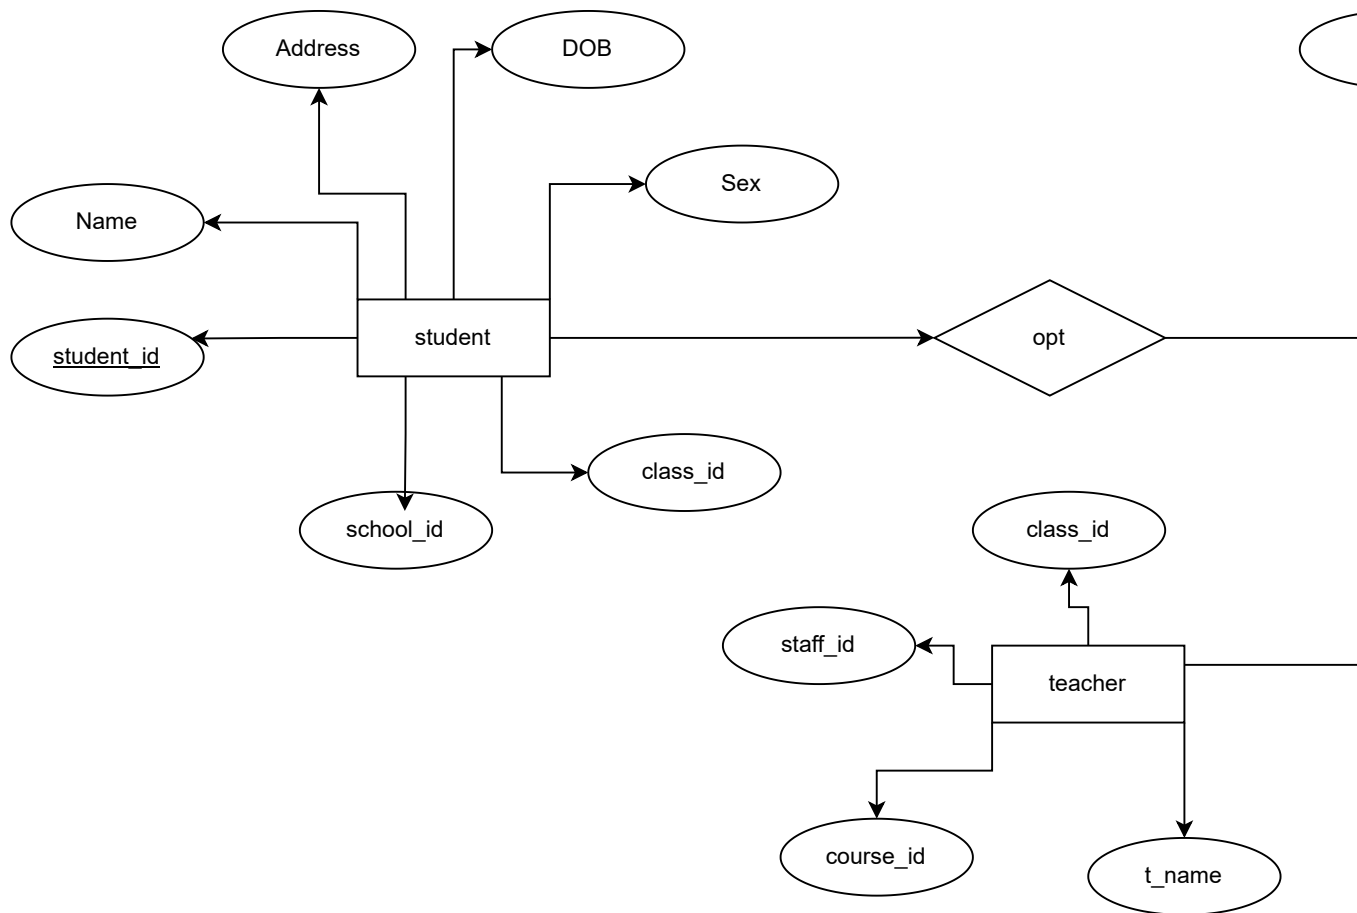 Address
DOB
Sex
Name
student
opt
student_id
class_id
school_id
class_id
staff_id
teacher
course_id
t_name